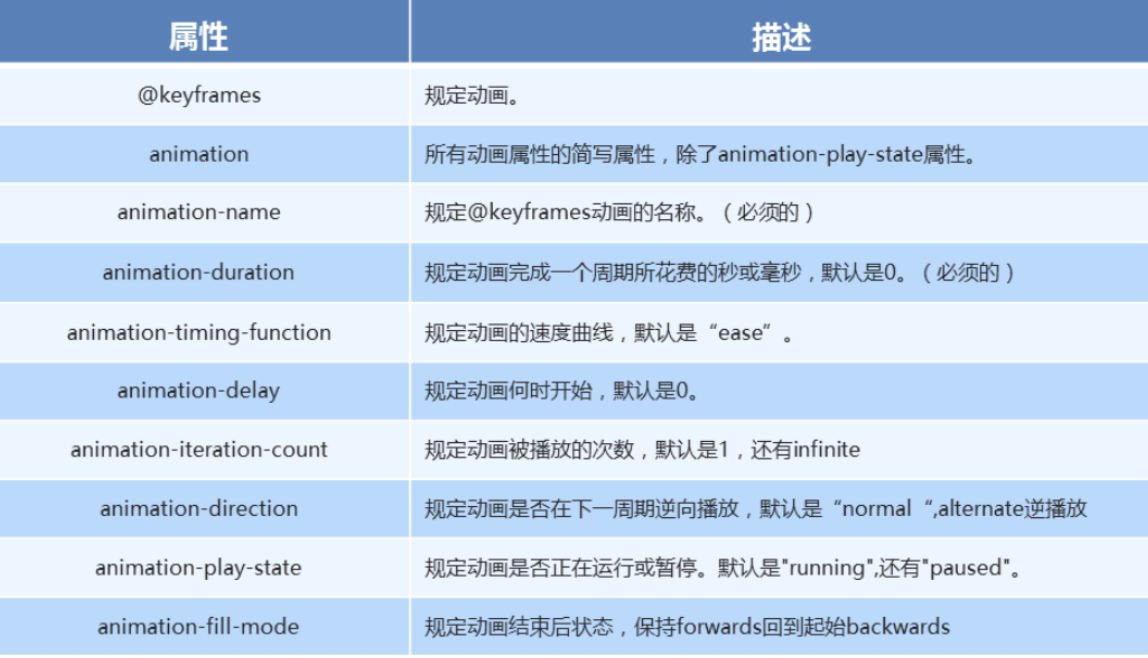 属性 描述
@keyframes 规定动画。
animation 所有动画属性的简写属性，除了animation-play-state属性。
animation-name 规定@keyframes动画的名称。（必须的）
animation-duration 规定动画完成一个周期所花费的秒或毫秒，默认是0。（必须的）
animation-timing-function 规定动画的速度曲线，默认是“ease”。
animation-delay 规定动画何时开始，默认是0。
animation-iteration-count 规定动画被播放的次数，默认是1，还有infinite
animation-direction 规定动画是否在下一周期逆向播放，默认是“normal“,alternate逆播放
animation-play-state 规定动画是否正在运行或暂停。默认是"running",还有"paused"。
animation-fill-mode 规定动画结束后状态，保持forwards回到起始backwards